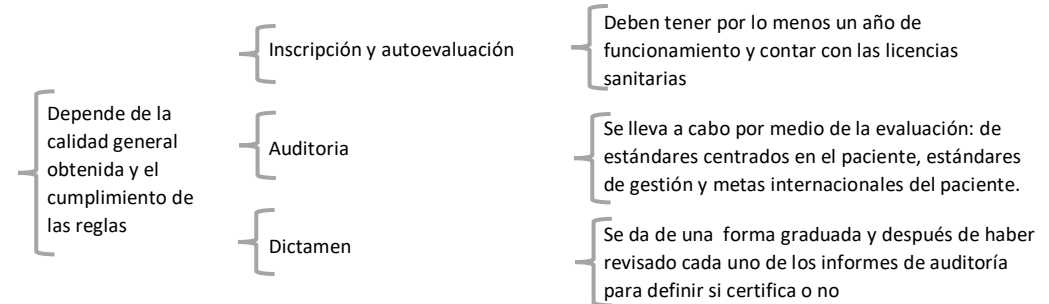 Depende de la
calidad general
obtenida y el
cumplimiento de
las reglas
Inscripción y autoevaluación
Deben tener por lo menos un año de
funcionamiento y contar con las licencias
sanitarias
Auditoria
Se lleva a cabo por medio de la evaluación: de
estándares centrados en el paciente, estándares
de gestión y metas internacionales del paciente.
Dictamen
Se da de una forma graduada y después de haber
revisado cada uno de los informes de auditoría
para definir si certifica o no